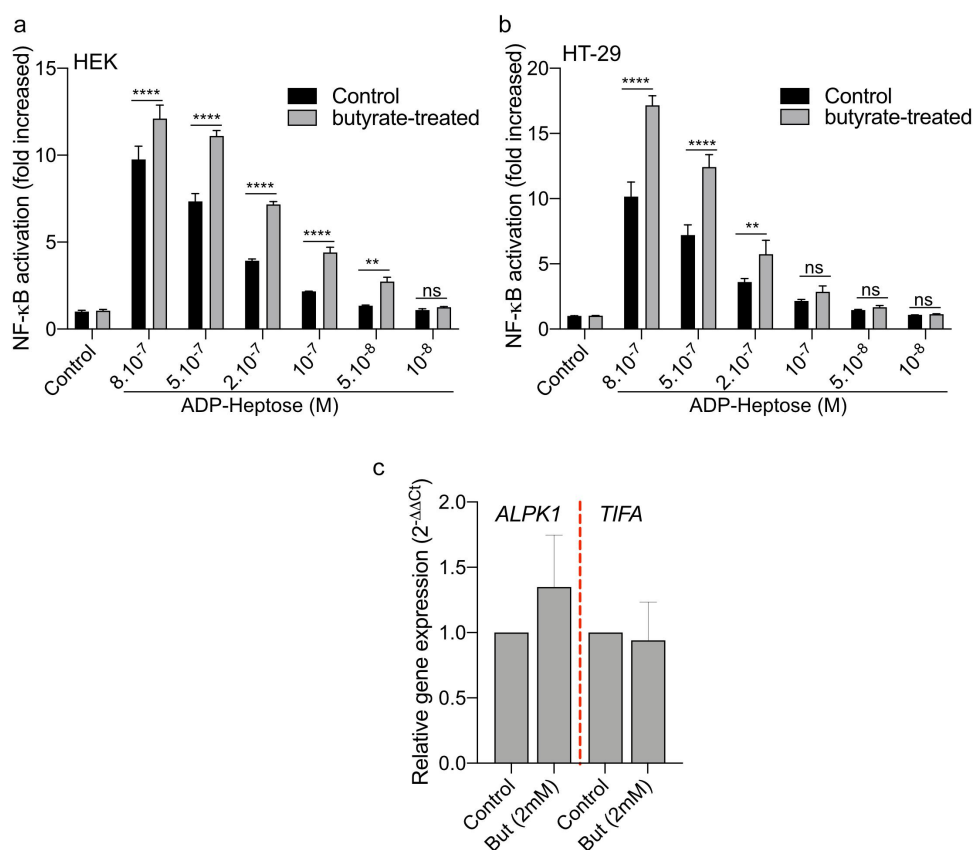 a
HEK
NF-κB activation (fold increased)
15
10
5
0
****
****
****
****
**
ns
Control
butyrate-treated
Control
8.10⁻⁷
5.10⁻⁷
2.10⁻⁷
10⁻⁷
5.10⁻⁸
10⁻⁸
ADP-Heptose (M)
b
HT-29
NF-κB activation (fold increased)
20
15
10
5
0
****
****
**
ns
ns
ns
Control
butyrate-treated
Control
8.10⁻⁷
5.10⁻⁷
2.10⁻⁷
10⁻⁷
5.10⁻⁸
10⁻⁸
ADP-Heptose (M)
c
Relative gene expression (2⁻ΔΔCt)
2.0
1.5
1.0
0.5
0.0
ALPK1
TIFA
Control
But (2mM)
Control
But (2mM)